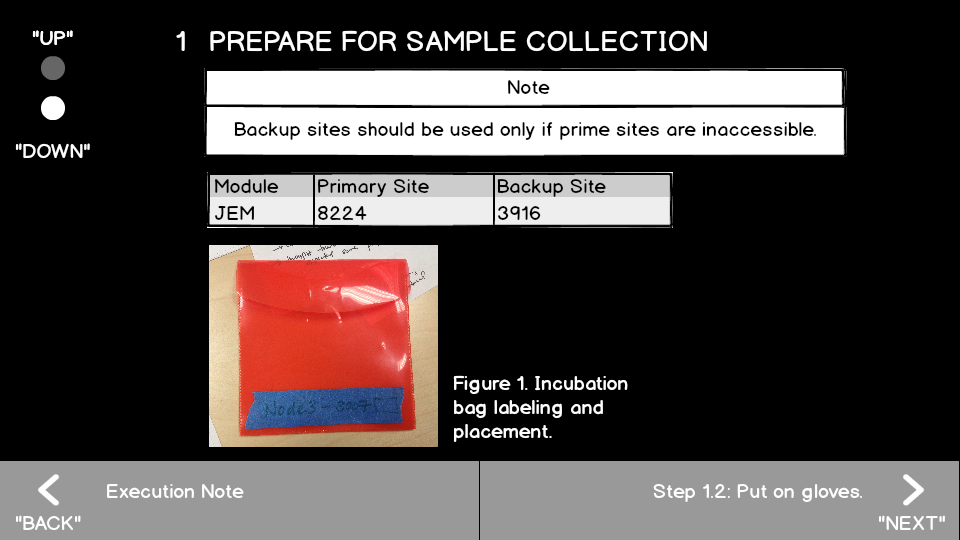 "UP"
"DOWN"
1 PREPARE FOR SAMPLE COLLECTION
Note
Backup sites should be used only if prime sites are inaccessible.
Module Primary Site Backup Site
JEM 8224 3916
Node3 -
Figure 1. Incubation
bag labeling and
placement.
Execution Note
"BACK"
Step 1.2: Put on gloves.
"NEXT"